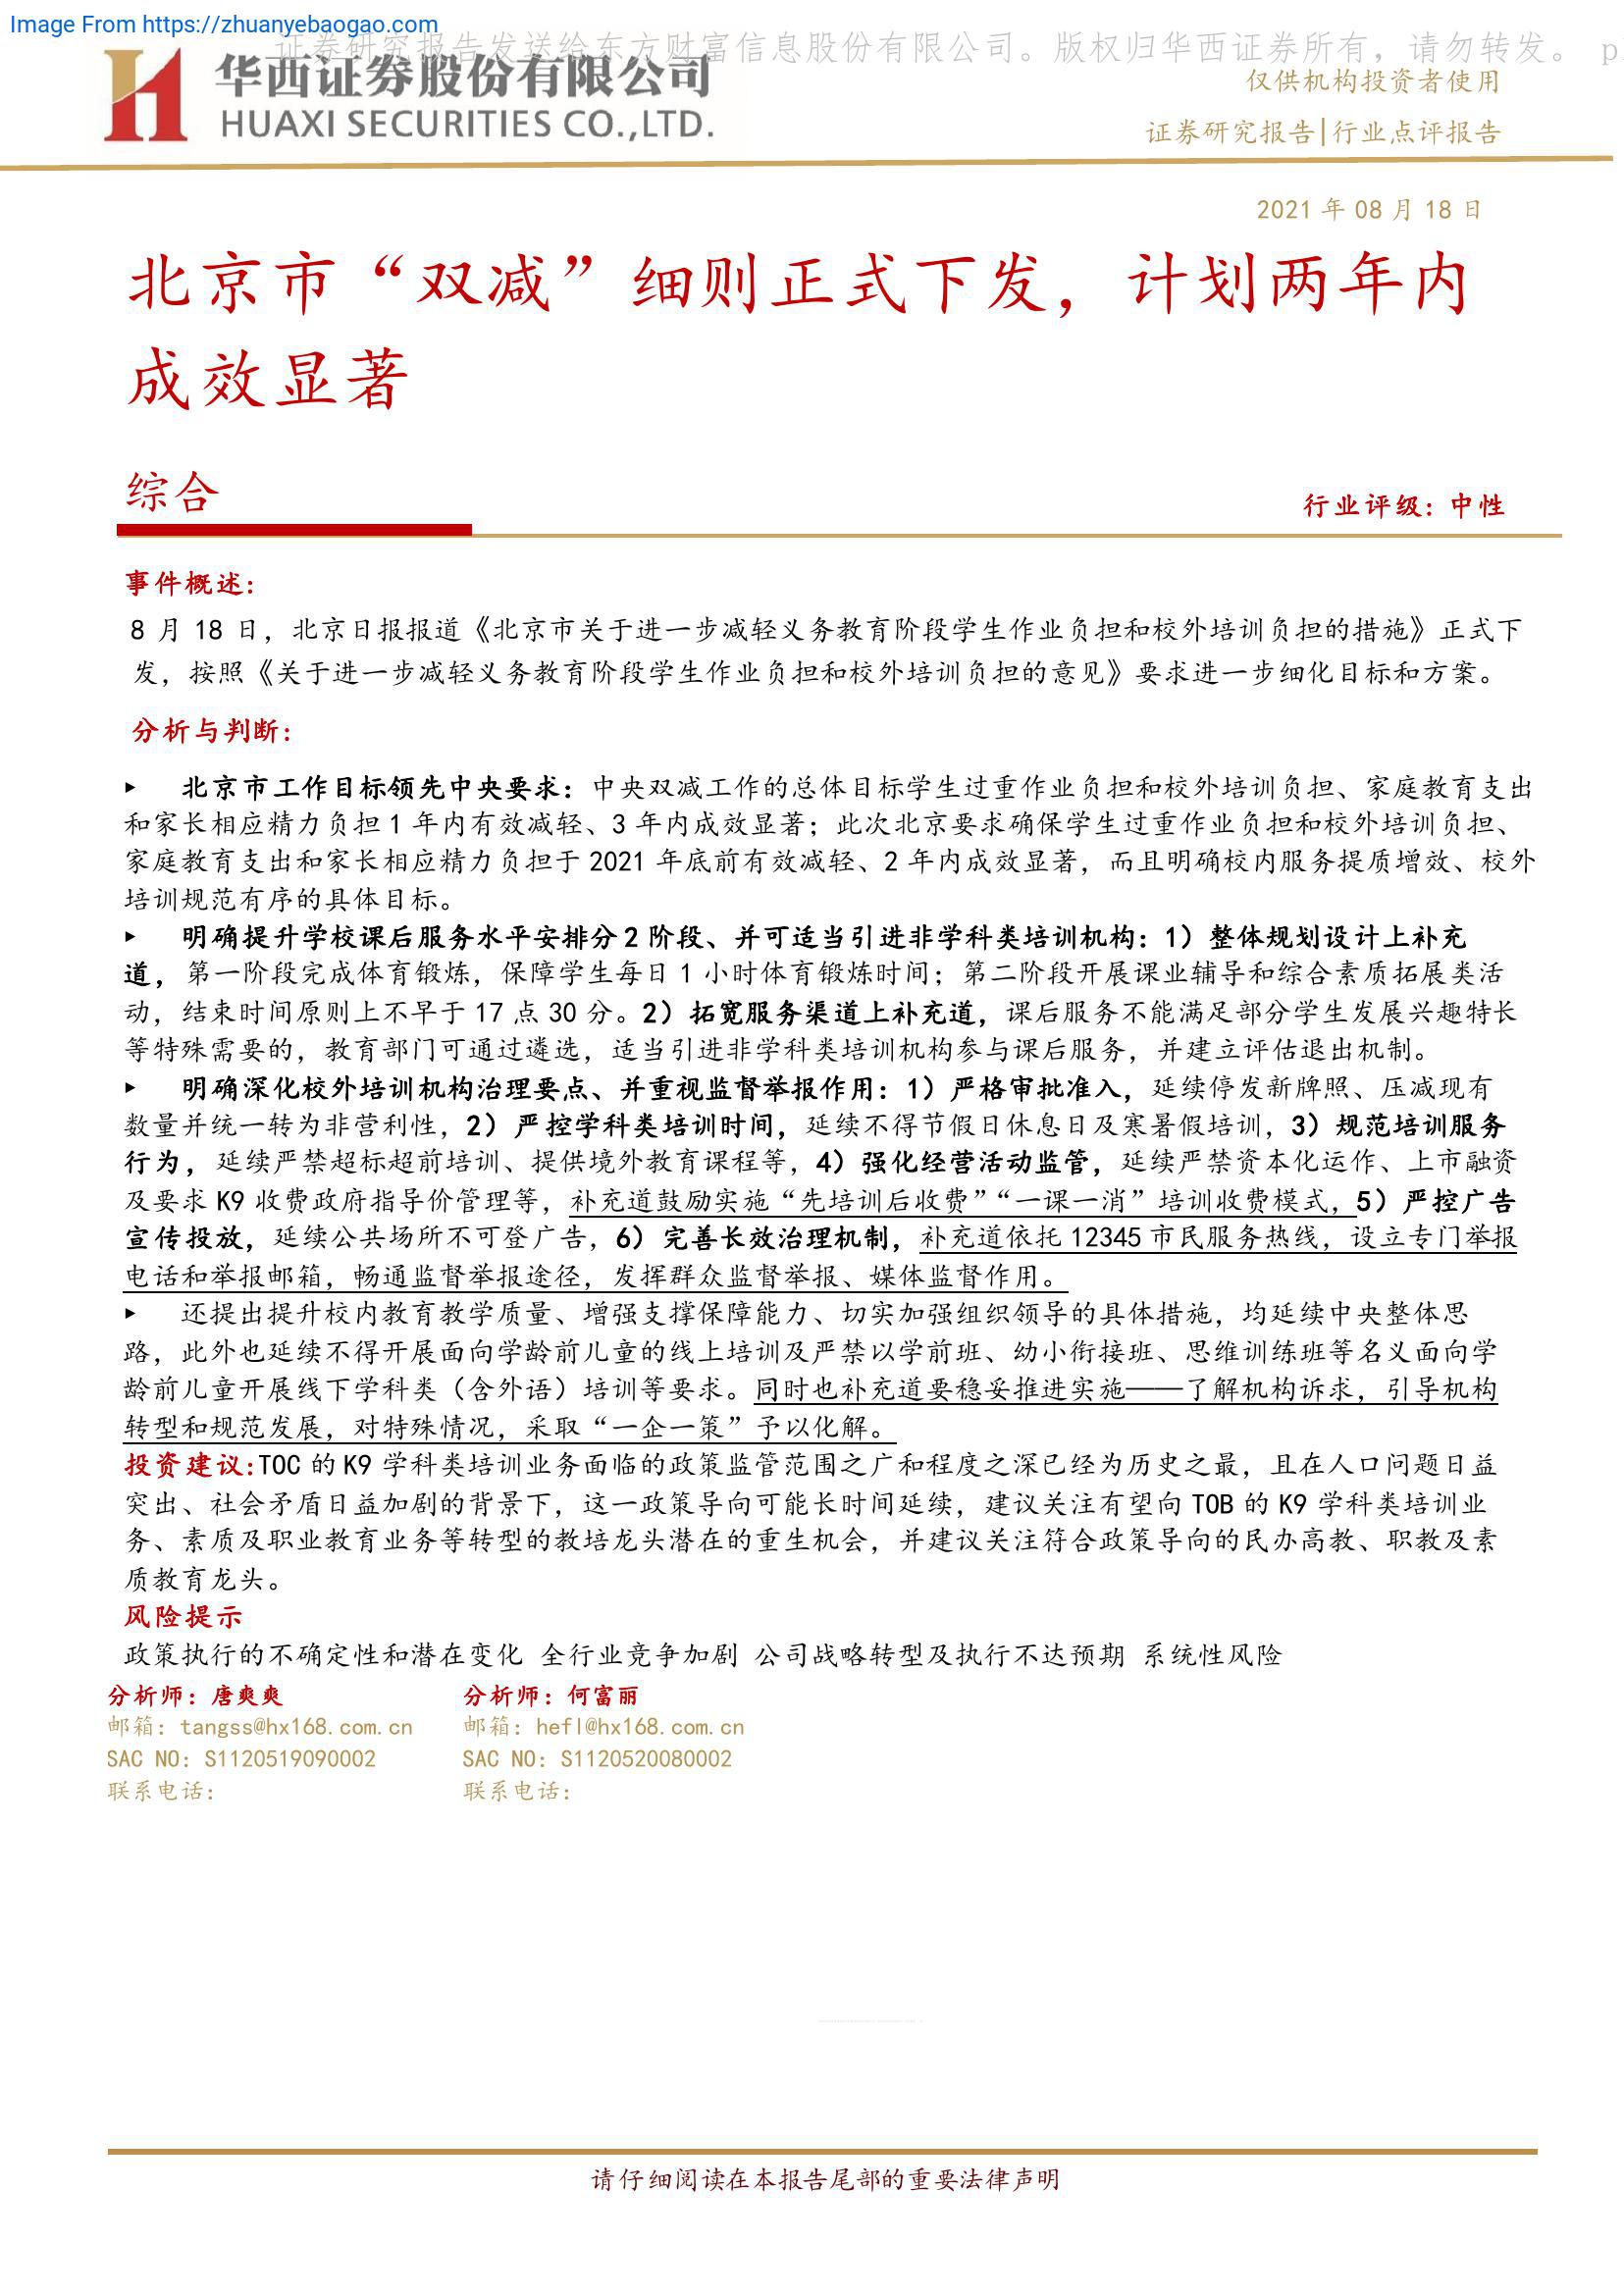 Image From https://zhuanyebaogao.com
证券研究报告发送给东方财富信息股份有限公司。版权归华西证券所有，请勿转发。 p
华西证券股份有限公司
HUAXI SECURITIES CO.,LTD.
仅供机构投资者使用
证券研究报告|行业点评报告
2021 年 08 月 18 日
北京市“双减”细则正式下发，计划两年内
成效显著
综合
行业评级：中性
事件概述：
8 月 18 日，北京日报报道《北京市关于进一步减轻义务教育阶段学生作业负担和校外培训负担的措施》正式下
发，按照《关于进一步减轻义务教育阶段学生作业负担和校外培训负担的意见》要求进一步细化目标和方案。
分析与判断：
▶ 北京市工作目标领先中央要求：中央双减工作的总体目标学生过重作业负担和校外培训负担、家庭教育支出
和家长相应精力负担 1 年内有效减轻、3 年内成效显著；此次北京要求确保学生过重作业负担和校外培训负担、
家庭教育支出和家长相应精力负担于 2021 年底前有效减轻、2 年内成效显著，而且明确校内服务提质增效、校外
培训规范有序的具体目标。
▶ 明确提升学校课后服务水平安排分 2 阶段、并可适当引进非学科类培训机构：1）整体规划设计上补充
道，第一阶段完成体育锻炼，保障学生每日 1 小时体育锻炼时间；第二阶段开展课业辅导和综合素质拓展类活
动，结束时间原则上不早于 17 点 30 分。2）拓宽服务渠道上补充道，课后服务不能满足部分学生发展兴趣特长
等特殊需要的，教育部门可通过遴选，适当引进非学科类培训机构参与课后服务，并建立评估退出机制。
▶ 明确深化校外培训机构治理要点、并重视监督举报作用：1）严格审批准入，延续停发新牌照、压减现有
数量并统一转为非营利性，2）严控学科类培训时间，延续不得节假日休息日及寒暑假培训，3）规范培训服务
行为，延续严禁超标超前培训、提供境外教育课程等，4）强化经营活动监管，延续严禁资本化运作、上市融资
及要求 K9 收费政府指导价管理等，补充道鼓励实施“先培训后收费”“一课一消”培训收费模式，5）严控广告
宣传投放，延续公共场所不可登广告，6）完善长效治理机制，补充道依托 12345 市民服务热线，设立专门举报
电话和举报邮箱，畅通监督举报途径，发挥群众监督举报、媒体监督作用。
▶ 还提出提升校内教育教学质量、增强支撑保障能力、切实加强组织领导的具体措施，均延续中央整体思
路，此外也延续不得开展面向学龄前儿童的线上培训及严禁以学前班、幼小衔接班、思维训练班等名义面向学
龄前儿童开展线下学科类（含外语）培训等要求。同时也补充道要稳妥推进实施——了解机构诉求，引导机构
转型和规范发展，对特殊情况，采取“一企一策”予以化解。
投资建议：TOC 的 K9 学科类培训业务面临的政策监管范围之广和程度之深已经为历史之最，且在人口问题日益
突出、社会矛盾日益加剧的背景下，这一政策导向可能长时间延续，建议关注有望向 TOB 的 K9 学科类培训业
务、素质及职业教育业务等转型的教培龙头潜在的重生机会，并建议关注符合政策导向的民办高教、职教及素
质教育龙头。
风险提示
政策执行的不确定性和潜在变化 全行业竞争加剧 公司战略转型及执行不达预期 系统性风险
分析师：唐爽爽 分析师：何富丽
邮箱：tangss@hx168.com.cn 邮箱：hefl@hx168.com.cn
SAC NO：S1120519090002 SAC NO：S1120520080002
联系电话： 联系电话：
请仔细阅读在本报告尾部的重要法律声明